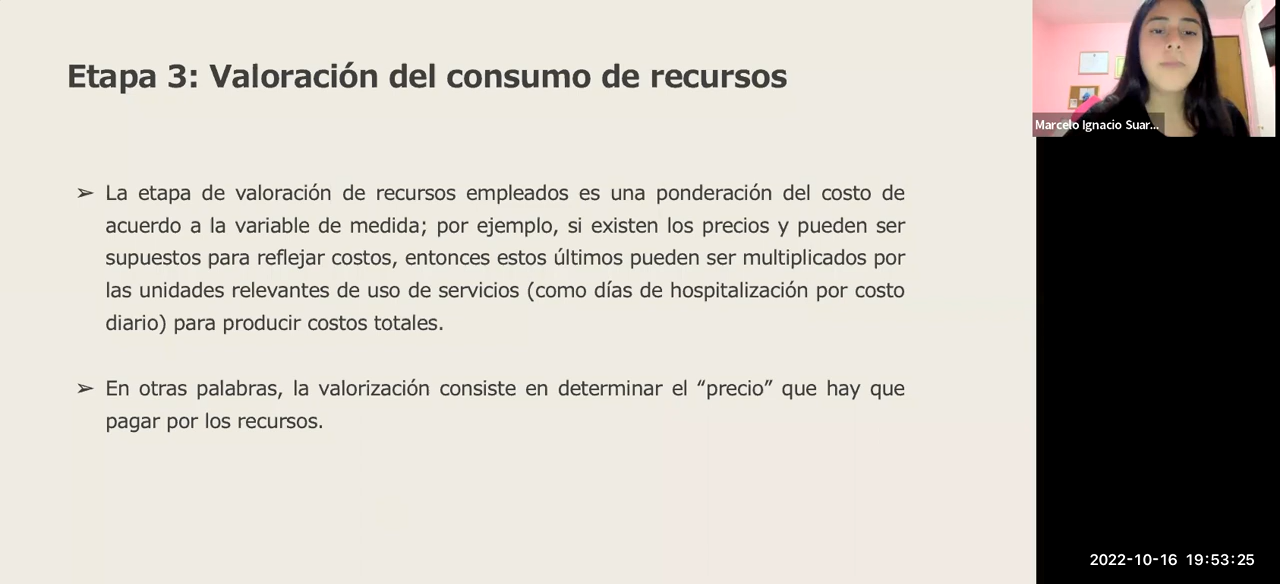 Etapa 3: Valoración del consumo de recursos
➢ La etapa de valoración de recursos empleados es una ponderación del costo de
acuerdo a la variable de medida; por ejemplo, si existen los precios y pueden ser
supuestos para reflejar costos, entonces estos últimos pueden ser multiplicados por
las unidades relevantes de uso de servicios (como días de hospitalización por costo
diario) para producir costos totales.
➢ En otras palabras, la valorización consiste en determinar el “precio” que hay que
pagar por los recursos.
Marcelo Ignacio Suar...
2022-10-16 19:53:25